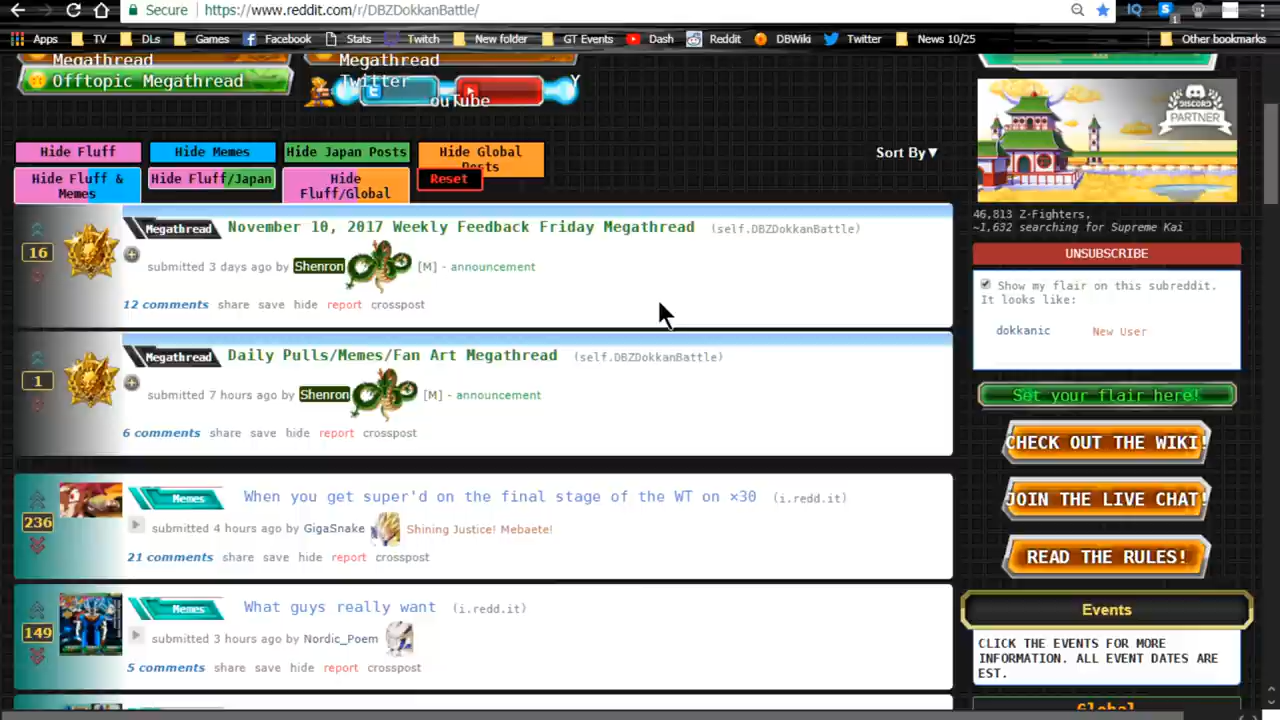 Secure
https://www.reddit.com/r/DBZDokkanBattle/
1
Apps TV DLs Games Facebook Stats Twitch New folder GT Events Dash Reddit DBWiki Twitter News 10/25 Other bookmarks
Megathread Megathread
Offtopic Megathread
Twitter YouTube
Hide Fluff Hide Memes Hide Japan Posts Hide Global Posts
Hide Fluff & Memes Hide Fluff/Japan Hide Fluff/Global Reset
Sort By▼
16
Megathread November 10, 2017 Weekly Feedback Friday Megathread (self.DBZDokkanBattle)
submitted 3 days ago by Shenron [M] - announcement
12 comments share save hide report crosspost
1
Megathread Daily Pulls/Memes/Fan Art Megathread (self.DBZDokkanBattle)
submitted 7 hours ago by Shenron [M] - announcement
6 comments share save hide report crosspost
236
Memes When you get super'd on the final stage of the WT on ×30 (i.redd.it)
submitted 4 hours ago by GigaSnake Shining Justice! Mebaete!
21 comments share save hide report crosspost
149
Memes What guys really want (i.redd.it)
submitted 3 hours ago by Nordic_Poem
5 comments share save hide report crosspost
DISCORD
PARTNER
46,813 Z-Fighters.
~1,632 searching for Supreme Kai
UNSUBSCRIBE
Show my flair on this subreddit.
It looks like:
dokkanic New User
Set your flair here!
CHECK OUT THE WIKI!
JOIN THE LIVE CHAT!
READ THE RULES!
Events
CLICK THE EVENTS FOR MORE
INFORMATION. ALL EVENT DATES ARE
EST.
Global